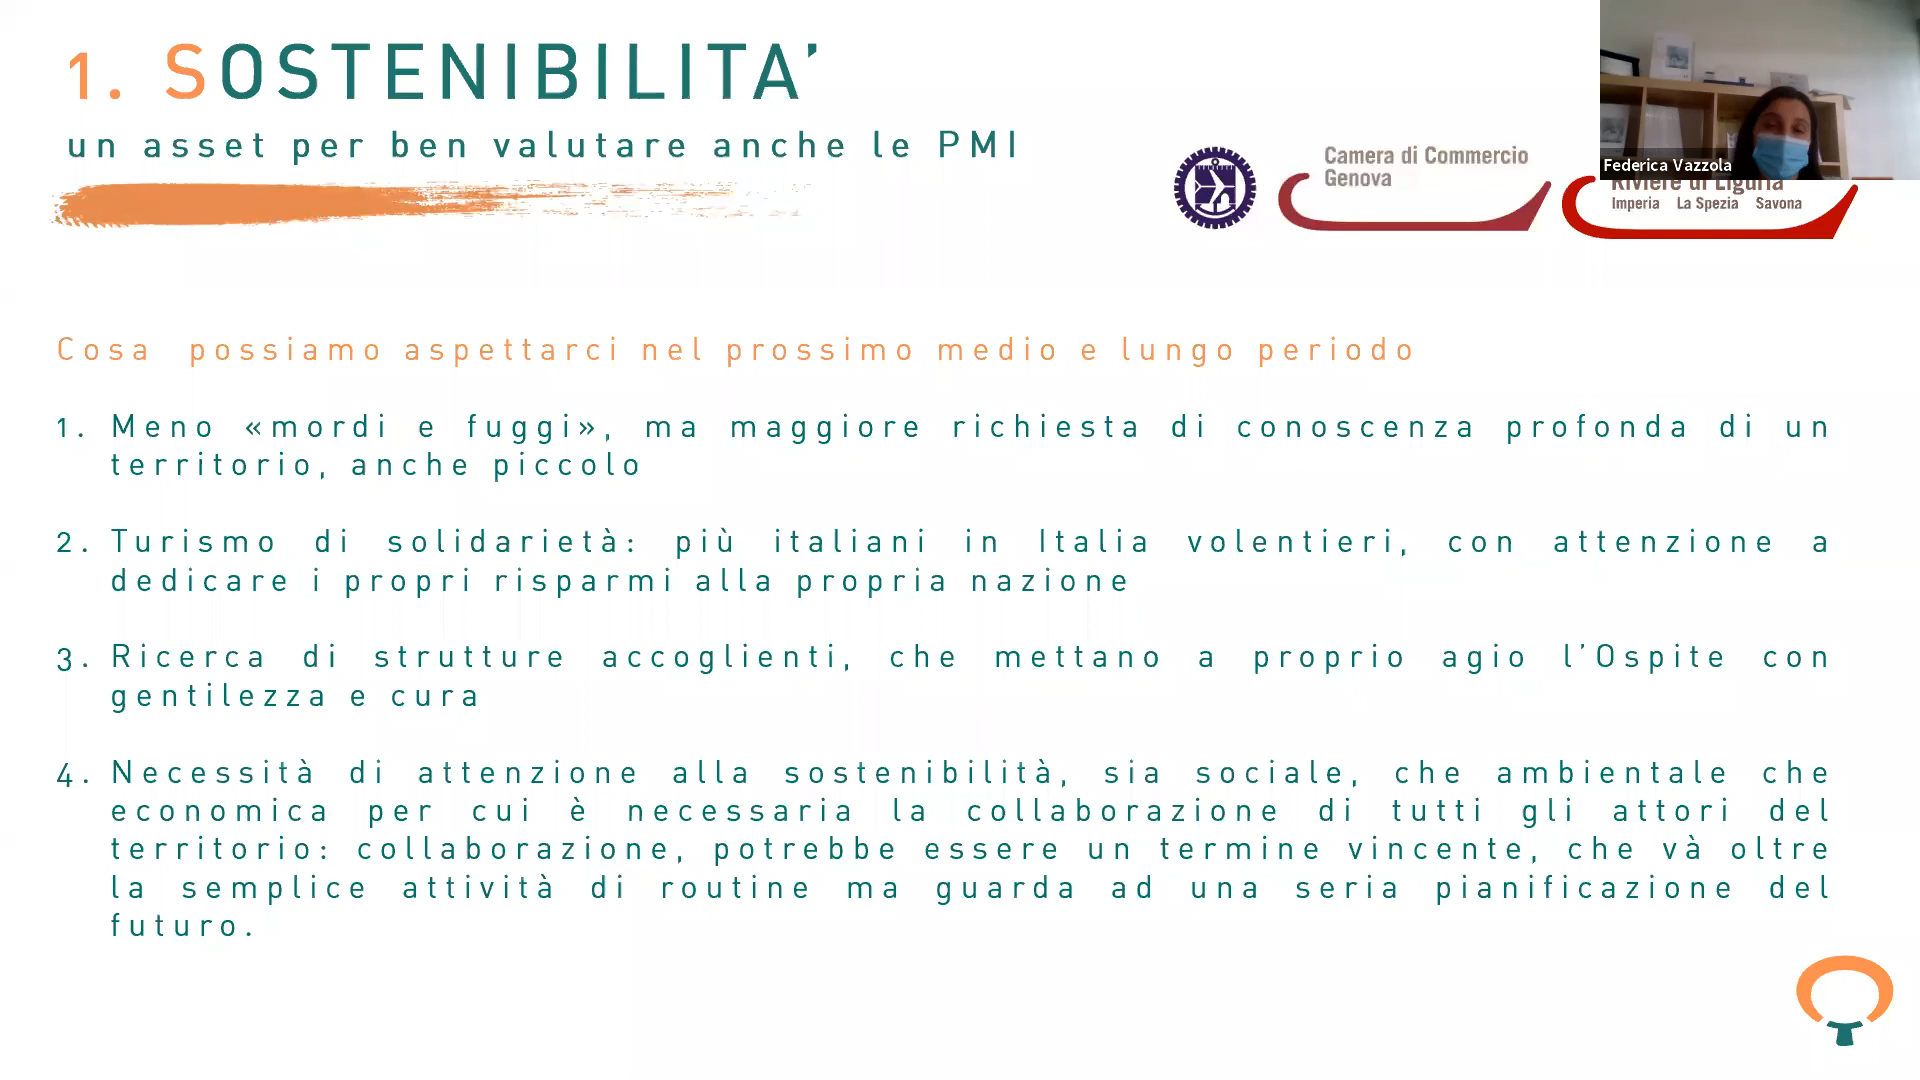 1. SOSTENIBILITA’
un asset per ben valutare anche le PMI
Camera di Commercio
Genova
Federica Vazzola
Riviere di Liguria
Imperia La Spezia Savona
Cosa possiamo aspettarci nel prossimo medio e lungo periodo
1. Meno «mordi e fuggi», ma maggiore richiesta di conoscenza profonda di un
territorio, anche piccolo
2. Turismo di solidarietà: più italiani in Italia volentieri, con attenzione a
dedicare i propri risparmi alla propria nazione
3. Ricerca di strutture accoglienti, che mettano a proprio agio l’Ospite con
gentilezza e cura
4. Necessità di attenzione alla sostenibilità, sia sociale, che ambientale che
economica per cui è necessaria la collaborazione di tutti gli attori del
territorio: collaborazione, potrebbe essere un termine vincente, che và oltre
la semplice attività di routine ma guarda ad una seria pianificazione del
futuro.